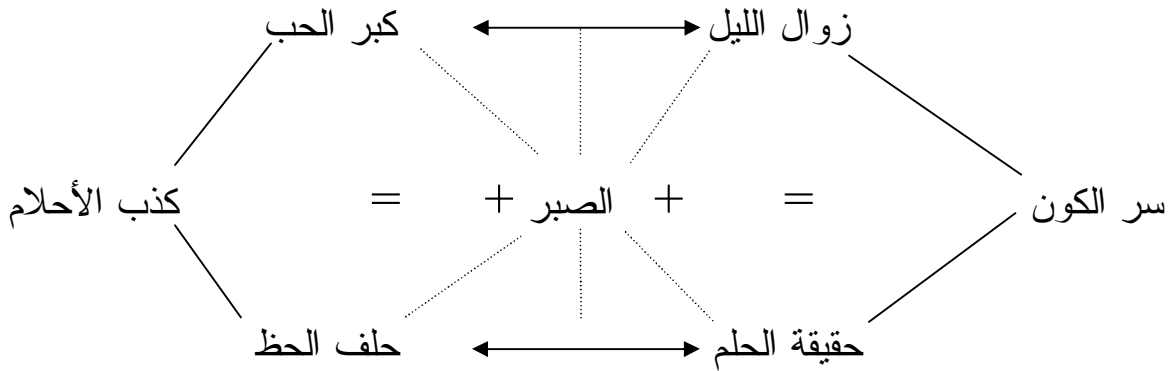 زوال الليل كبر الحب
سر الكون = + الصبر + = كذب الأحلام
حقيقة الحلم حلف الحظ